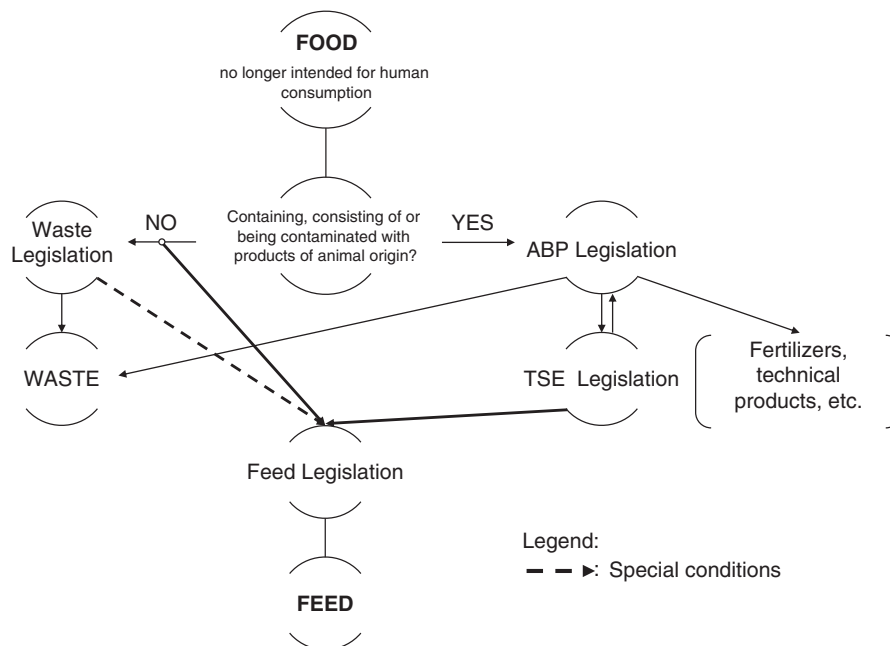 FOOD
no longer intended for human
consumption
Containing, consisting of or
being contaminated with
products of animal origin?
NO
YES
Waste
Legislation
ABP Legislation
WASTE
TSE Legislation
Fertilizers,
technical
products, etc.
Feed Legislation
FEED
Legend:
: Special conditions